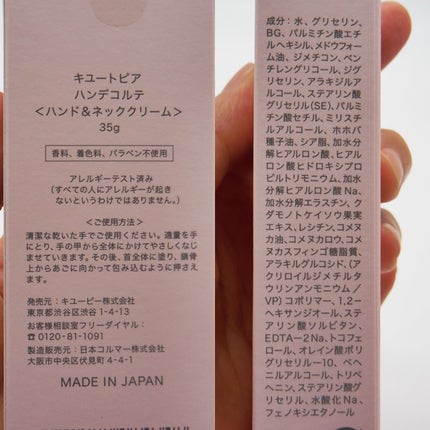 キユートピア
ハンデコルテ
<ハンド&ネッククリーム>
35g
香料、着色料、パラベン不使用
アレルギーテスト済み
(すべての人にアレルギーが起き
ないというわけではありません。)
<ご使用方法>
清潔な乾いた手でご使用ください。適量を手
にとり、手の甲から全体にかけてやさしくなじ
ませていきます。その後、首全体に塗り、鎖骨
上からあごに向かって包み込むように押さえ
ます。
発売元:キユーピー株式会社
東京都渋谷区渋谷 1-4-13
お客様相談室フリーダイヤル:
☎0120-81-1091
製造販売元:日本コルマー株式会社
大阪市中央区伏見町 4-4-1
MADE IN JAPAN
成分:水、グリセリン、
BG、パルミチン酸エチ
ルヘキシル、メドウフォー
ム油、ジメチコン、ペン
チレングリコール、ジグ
リセリン、アラキジルア
ルコール、ステアリン酸
グリセリル(SE)、パルミ
チン酸セチル、ミリスチ
ルアルコール、ホホバ
種子油、シア脂、加水分
解ヒアルロン酸、ヒアルロ
ン酸ヒドロキシプロ
ピルトリモニウム、加水
分解ヒアルロン酸Na、
加水分解エラスチン、ク
ダモノトケイソウ果実
エキス、レシチン、コメヌ
カ油、コメヌカロウ、コメ
ヌカスフィンゴ糖脂質、
アラキルグルコシド、(ア
クリロイルジメチルタ
ウリンアンモニウム/
VP)コポリマー、1,2-
ヘキサンジオール、ステ
アリン酸ソルビタン、
EDTA-2Na、トコフェ
ロール、オレイン酸ポリ
グリセリル-10、ベヘ
ニルアルコール、トリベ
ヘニン、ステアリン酸グ
リセリル、水酸化Na、
フェノキシエタノール